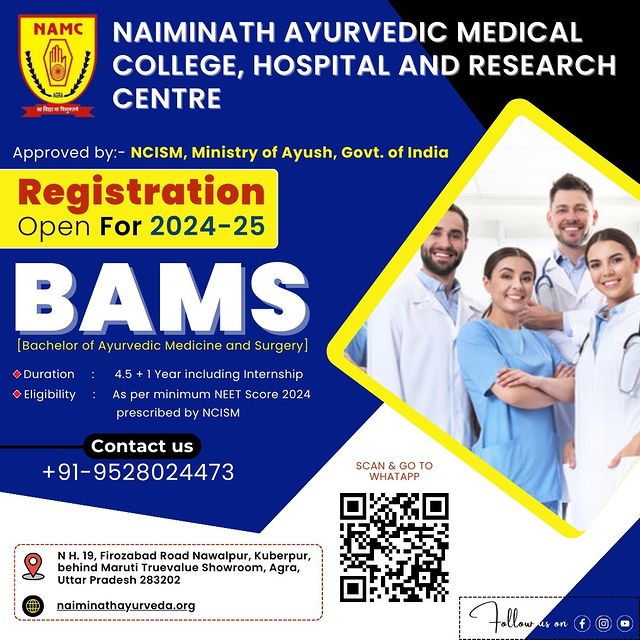 NAMC
AGRA
सा विद्या या विमुक्तये
NAIMINATH AYURVEDIC MEDICAL
COLLEGE, HOSPITAL AND RESEARCH
CENTRE
Approved by:- NCISM, Ministry of Ayush, Govt. of India
Registration
Open For 2024-25
BAMS
[Bachelor of Ayurvedic Medicine and Surgery]
Duration : 4.5 + 1 Year including Internship
Eligibility : As per minimum NEET Score 2024
prescribed by NCISM
Contact us
+91-9528024473
SCAN & GO TO
WHATAPP
N H. 19, Firozabad Road Nawalpur, Kuberpur,
behind Maruti Truevalue Showroom, Agra,
Uttar Pradesh 283202
naiminathayurveda.org
Follow us on